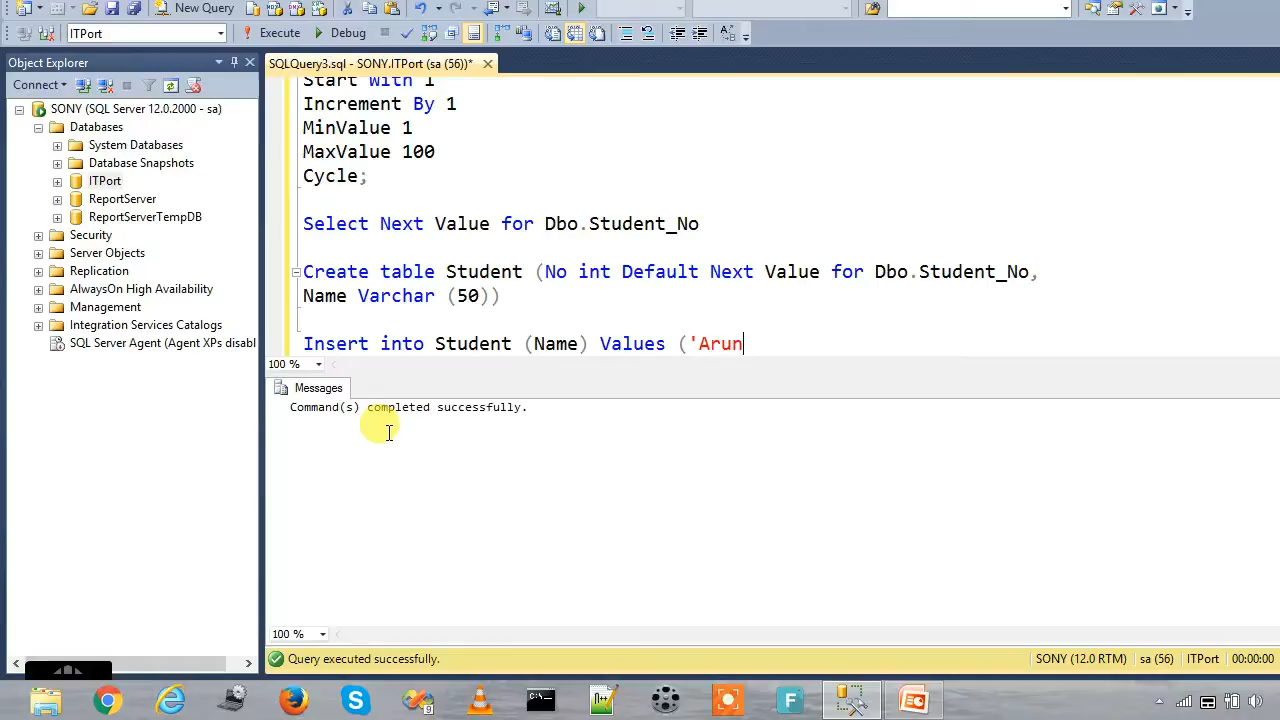 New Query
ITPort
Execute
Debug
Object Explorer
SQLQuery3.sql - SONY.ITPort (sa (56))*
Connect
SONY (SQL Server 12.0.2000 - sa)
Databases
System Databases
Database Snapshots
ITPort
ReportServer
ReportServerTempDB
Security
Server Objects
Replication
AlwaysOn High Availability
Management
Integration Services Catalogs
SQL Server Agent (Agent XPs disabl
Start With 1
Increment By 1
MinValue 1
MaxValue 100
Cycle;
Select Next Value for Dbo.Student_No
Create table Student (No int Default Next Value for Dbo.Student_No,
Name Varchar (50))
Insert into Student (Name) Values ('Arun
100 %
Messages
Command(s) completed successfully.
100 %
Query executed successfully.
SONY (12.0 RTM)
sa (56)
ITPort
00:00:00